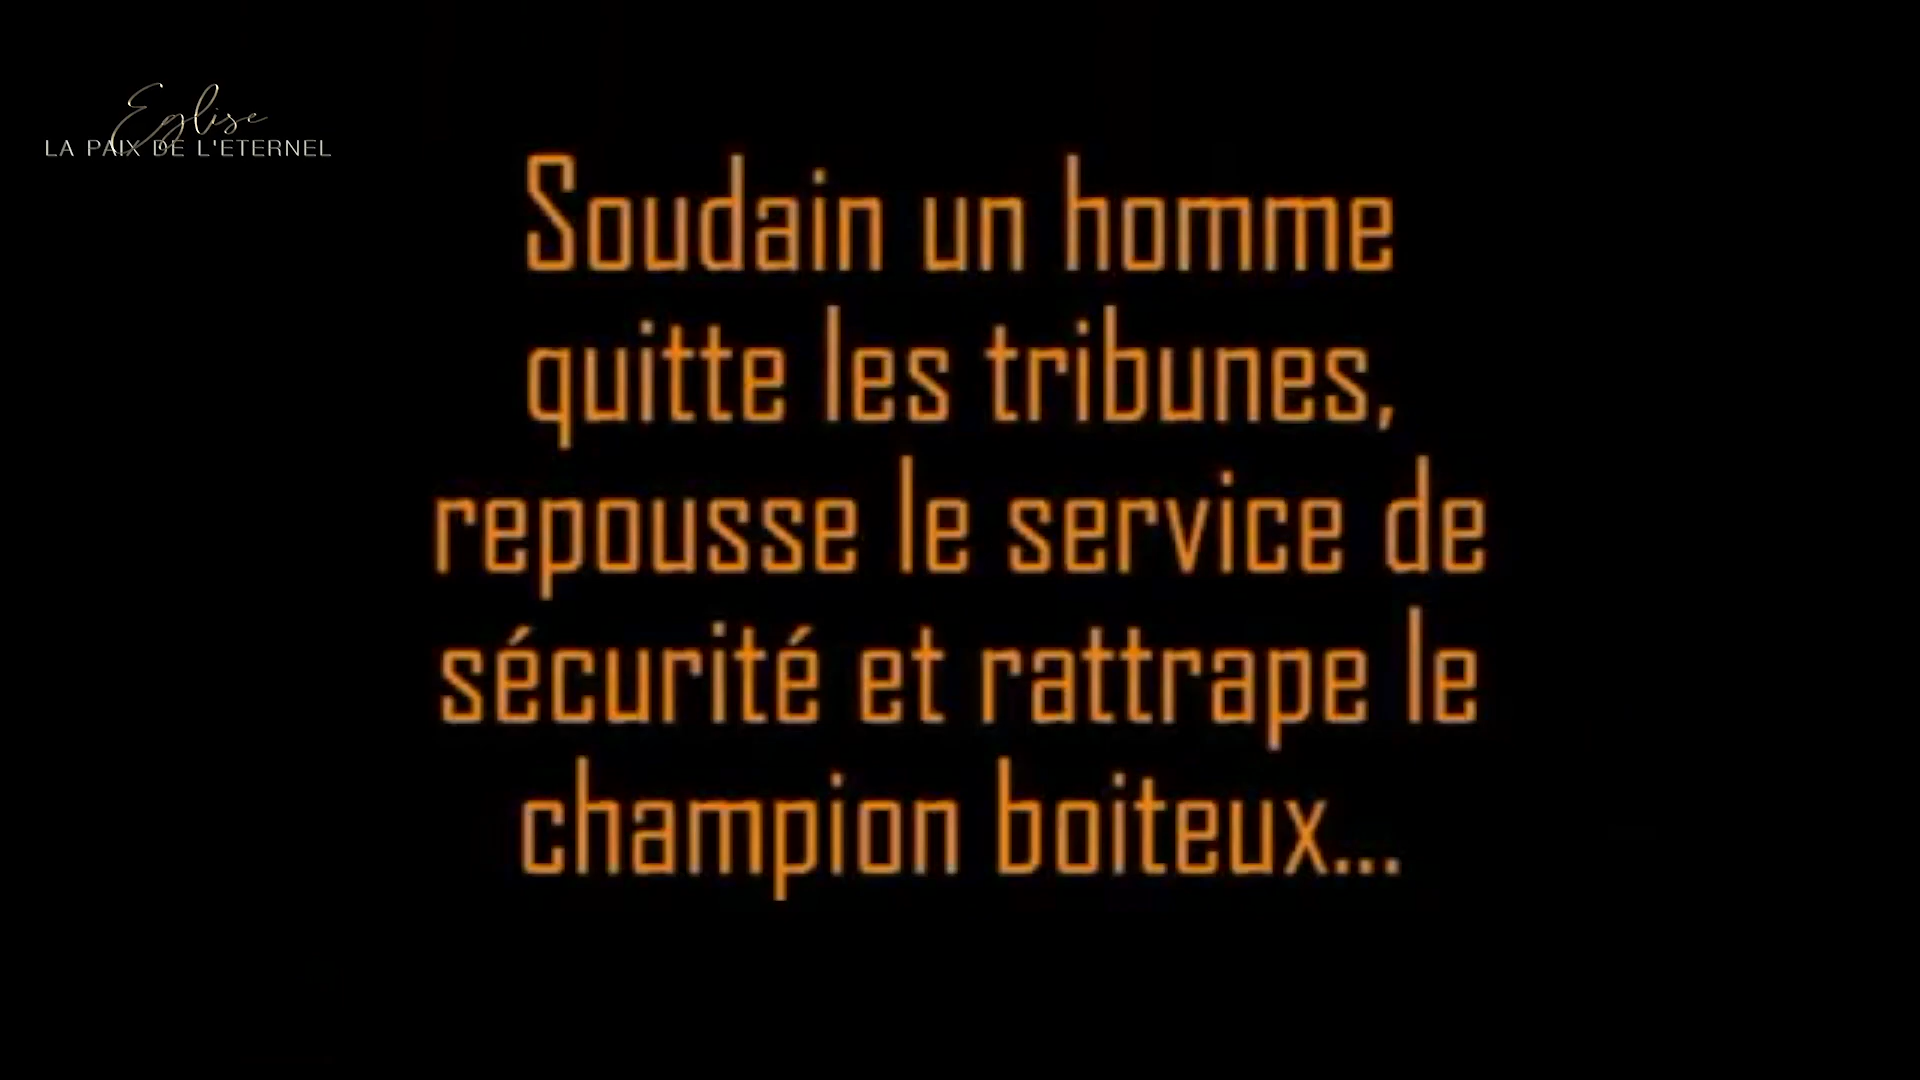 Eglise
LA PAIX DE L'ETERNEL
Soudain un homme
quitte les tribunes,
repousse le service de
sécurité et rattrape le
champion boiteux...